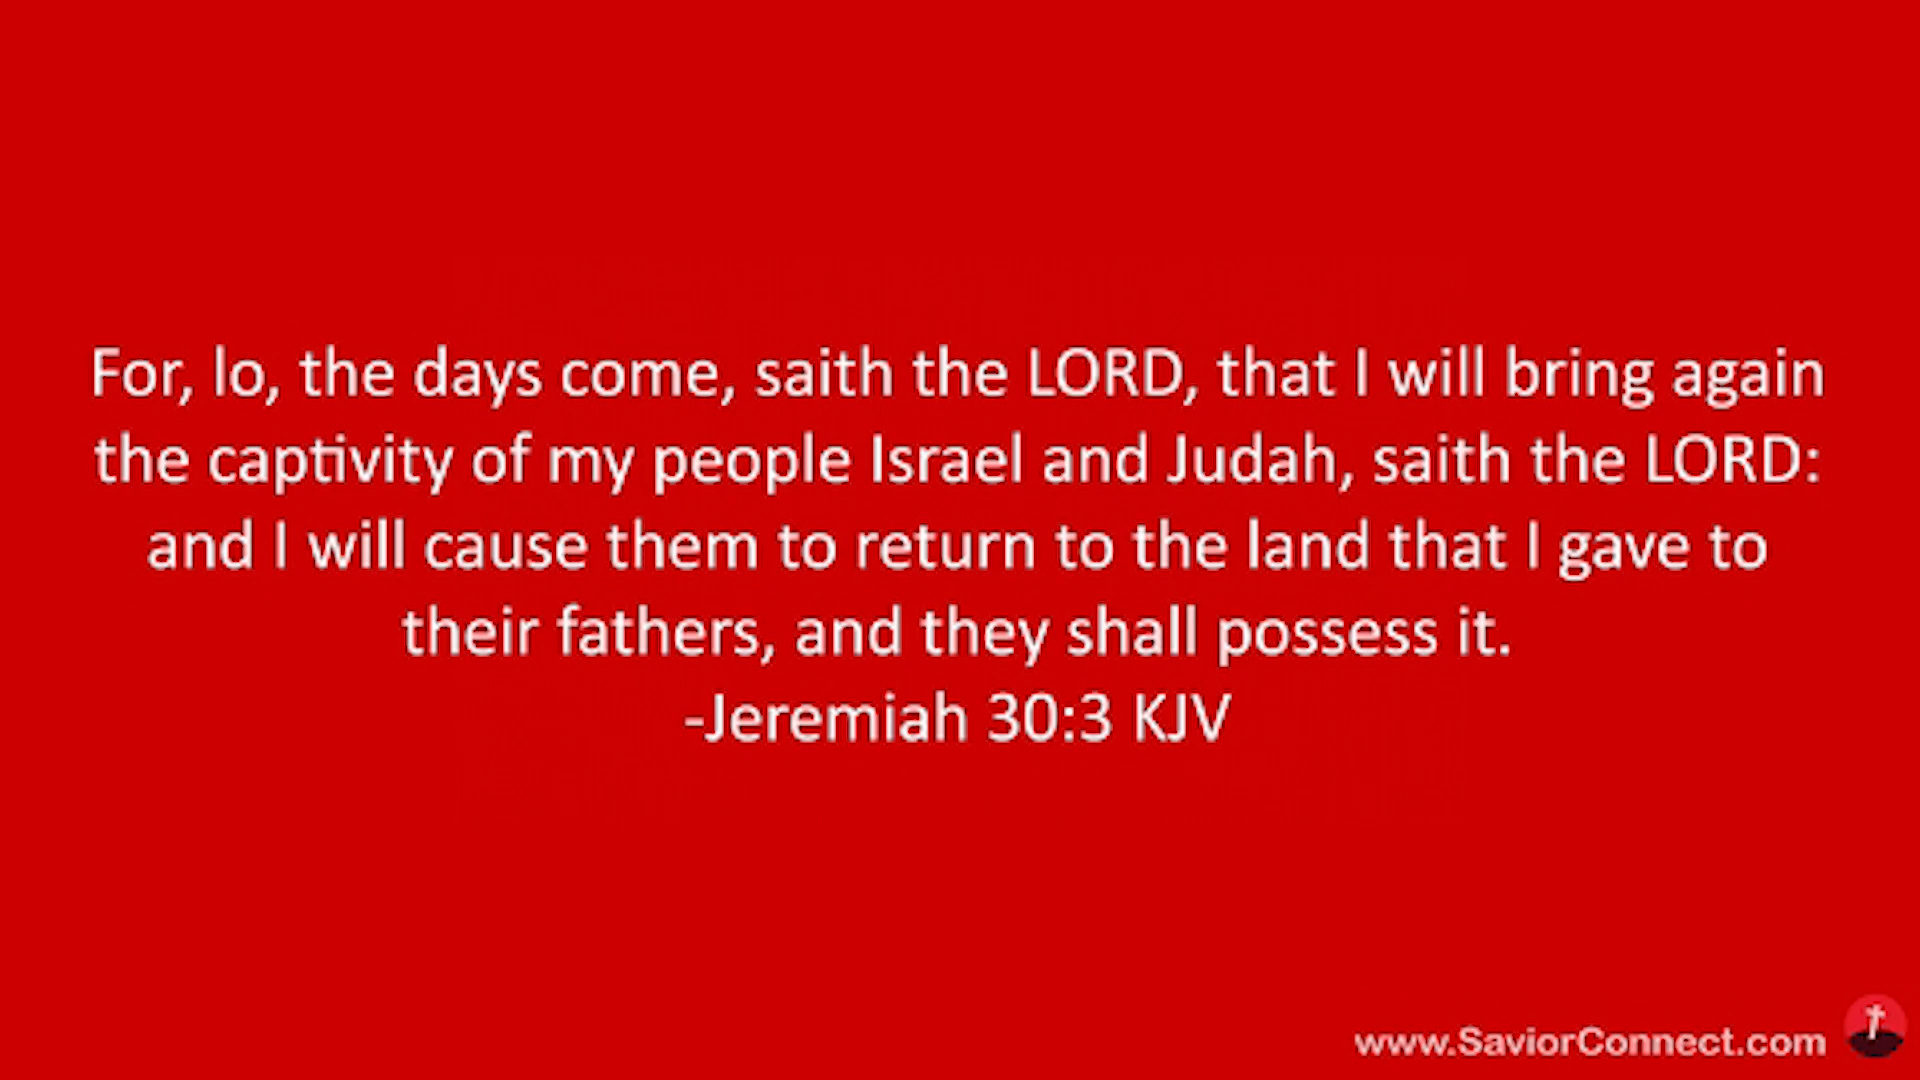 For, lo, the days come, saith the LORD, that I will bring again
the captivity of my people Israel and Judah, saith the LORD:
and I will cause them to return to the land that I gave to
their fathers, and they shall possess it.
-Jeremiah 30:3 KJV
www.SaviorConnect.com